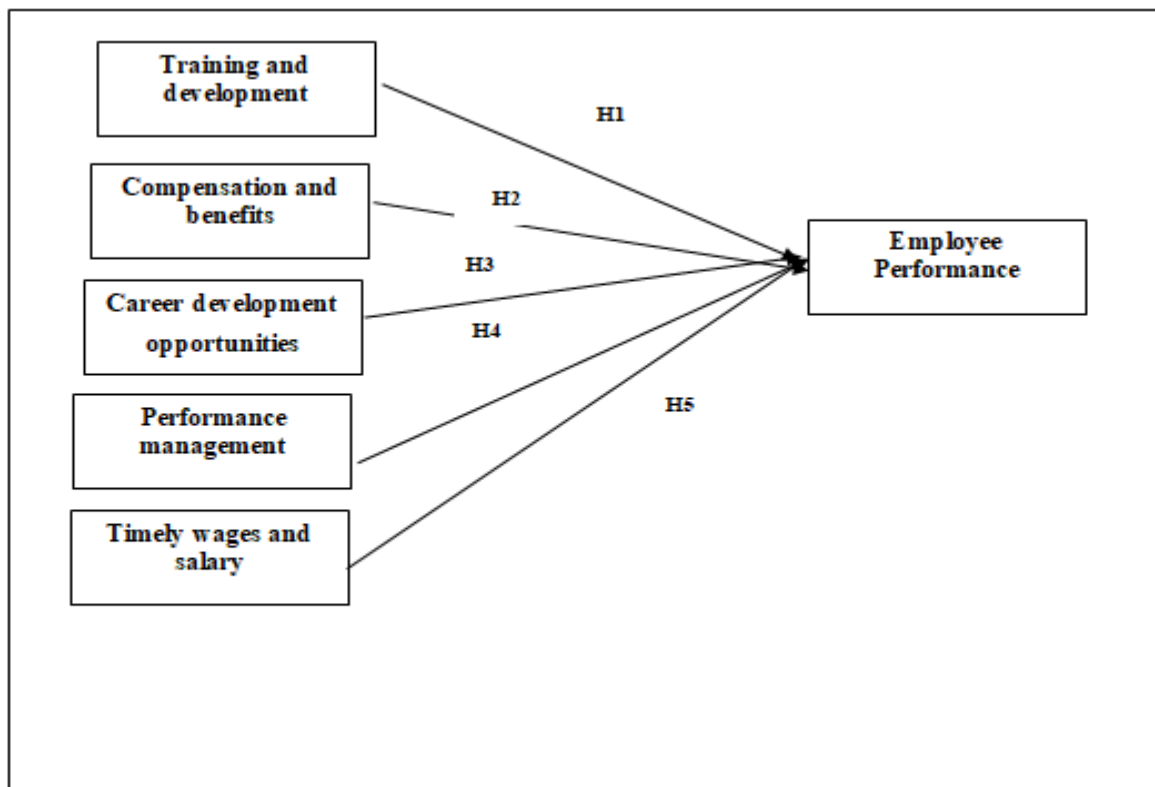 Training and
development
H1
Compensation and
benefits
H2
Employee
Performance
H3
Career development
opportunities
H4
Performance
management
H5
Timely wages and
salary